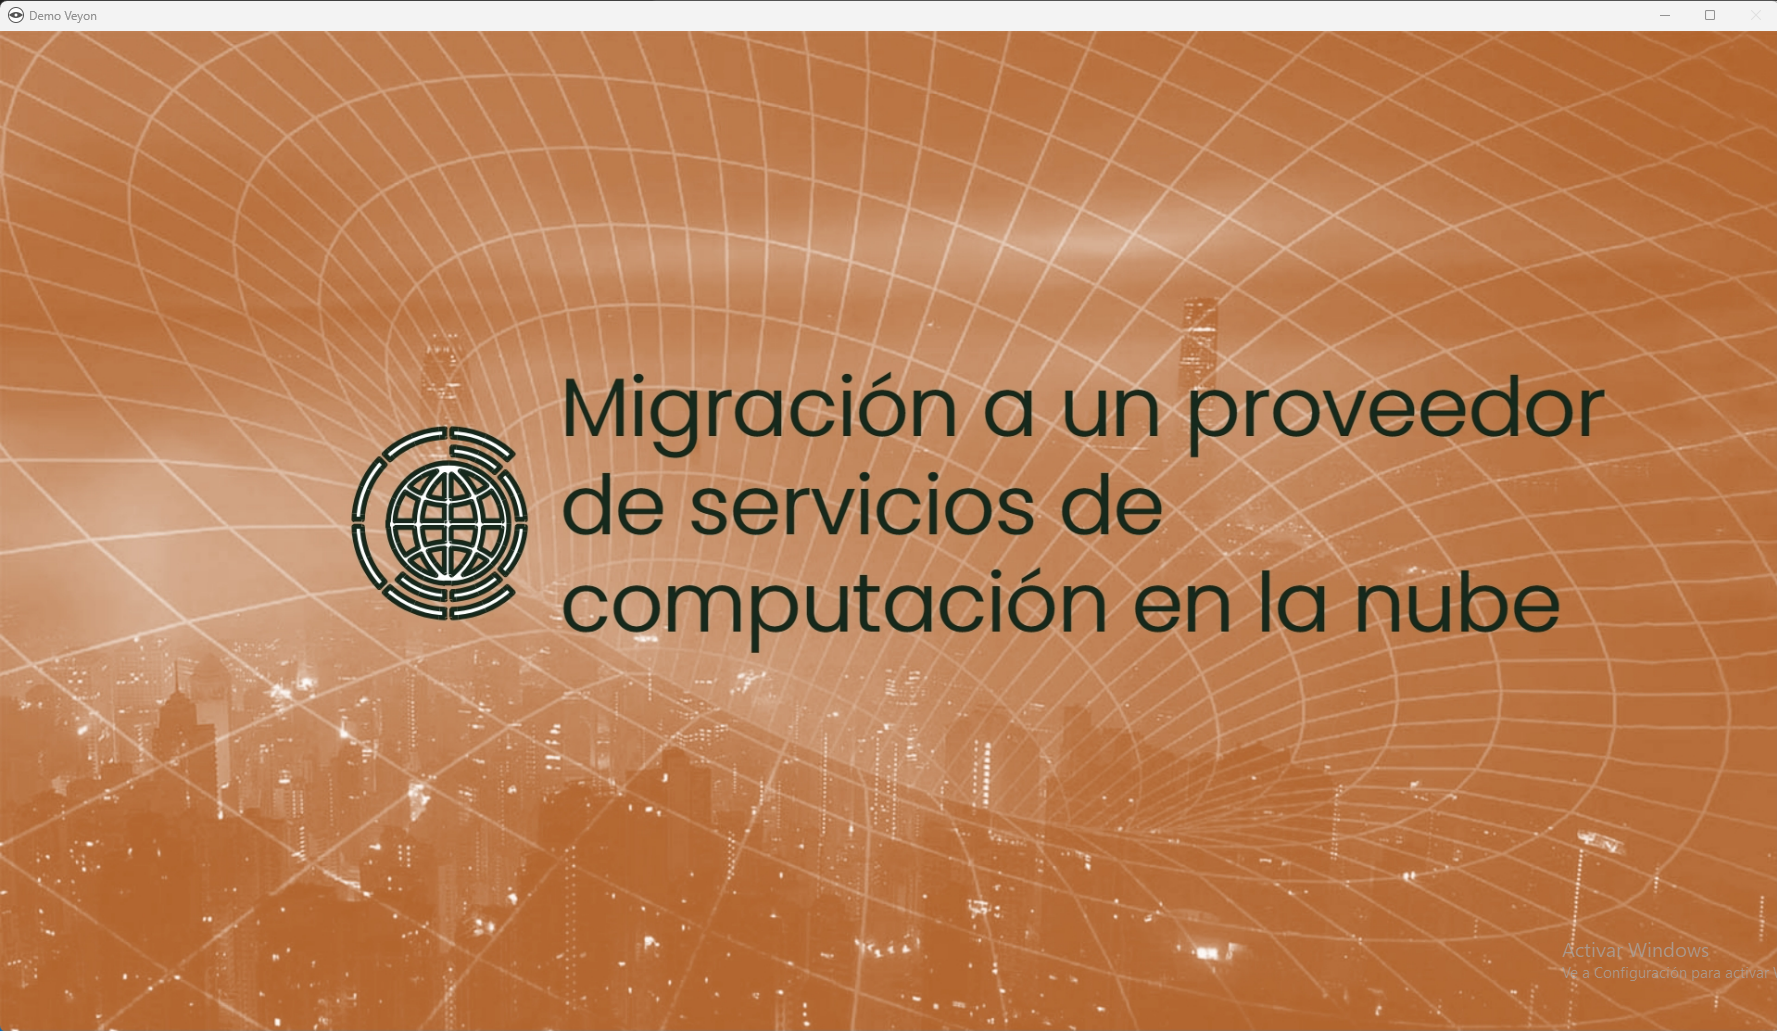 Demo Veyon
Migración a un proveedor
de servicios de
computación en la nube
Activar Windows
Ve a Configuración para activar